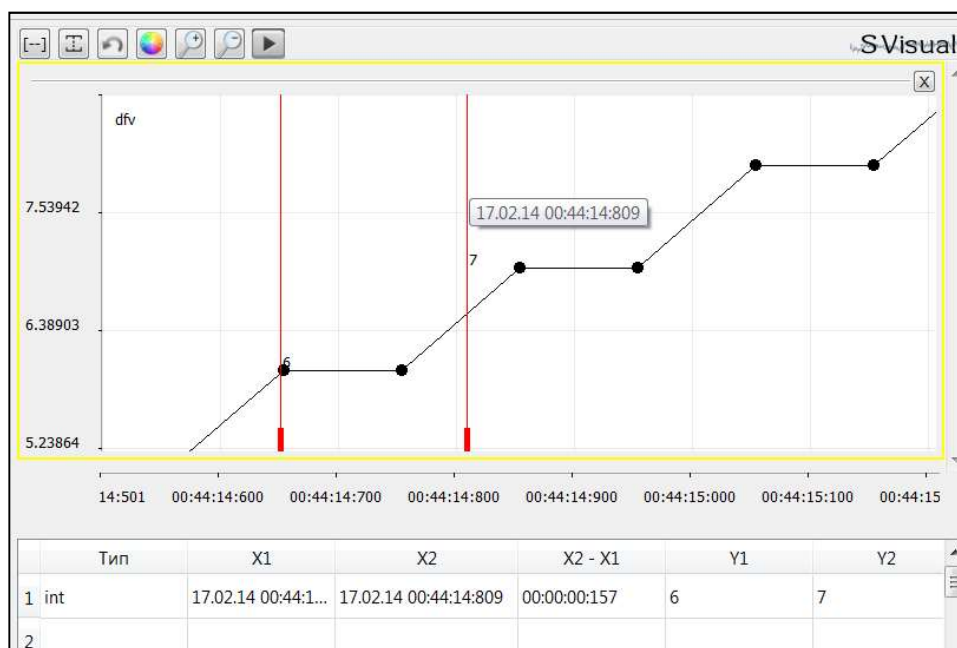 [--]
SVisual
X
dfv
7.53942
17.02.14 00:44:14:809
7
6.38903
6
5.23864
14:501 00:44:14:600 00:44:14:700 00:44:14:800 00:44:14:900 00:44:15:000 00:44:15:100 00:44:15
Тип X1 X2 X2 - X1 Y1 Y2
1 int 17.02.14 00:44:1... 17.02.14 00:44:14:809 00:00:00:157 6 7
2